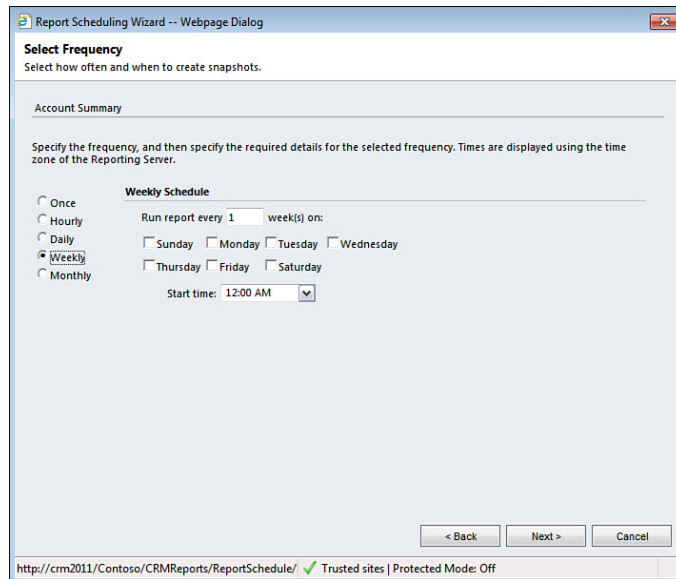 Report Scheduling Wizard -- Webpage Dialog
Select Frequency
Select how often and when to create snapshots.
Account Summary
Specify the frequency, and then specify the required details for the selected frequency. Times are displayed using the time
zone of the Reporting Server.
Once
Hourly
Daily
Weekly
Monthly
Weekly Schedule
Run report every 1 week(s) on:
Sunday Monday Tuesday Wednesday
Thursday Friday Saturday
Start time: 12:00 AM
< Back Next > Cancel
http://crm2011/Contoso/CRMReports/ReportSchedule/ Trusted sites | Protected Mode: Off